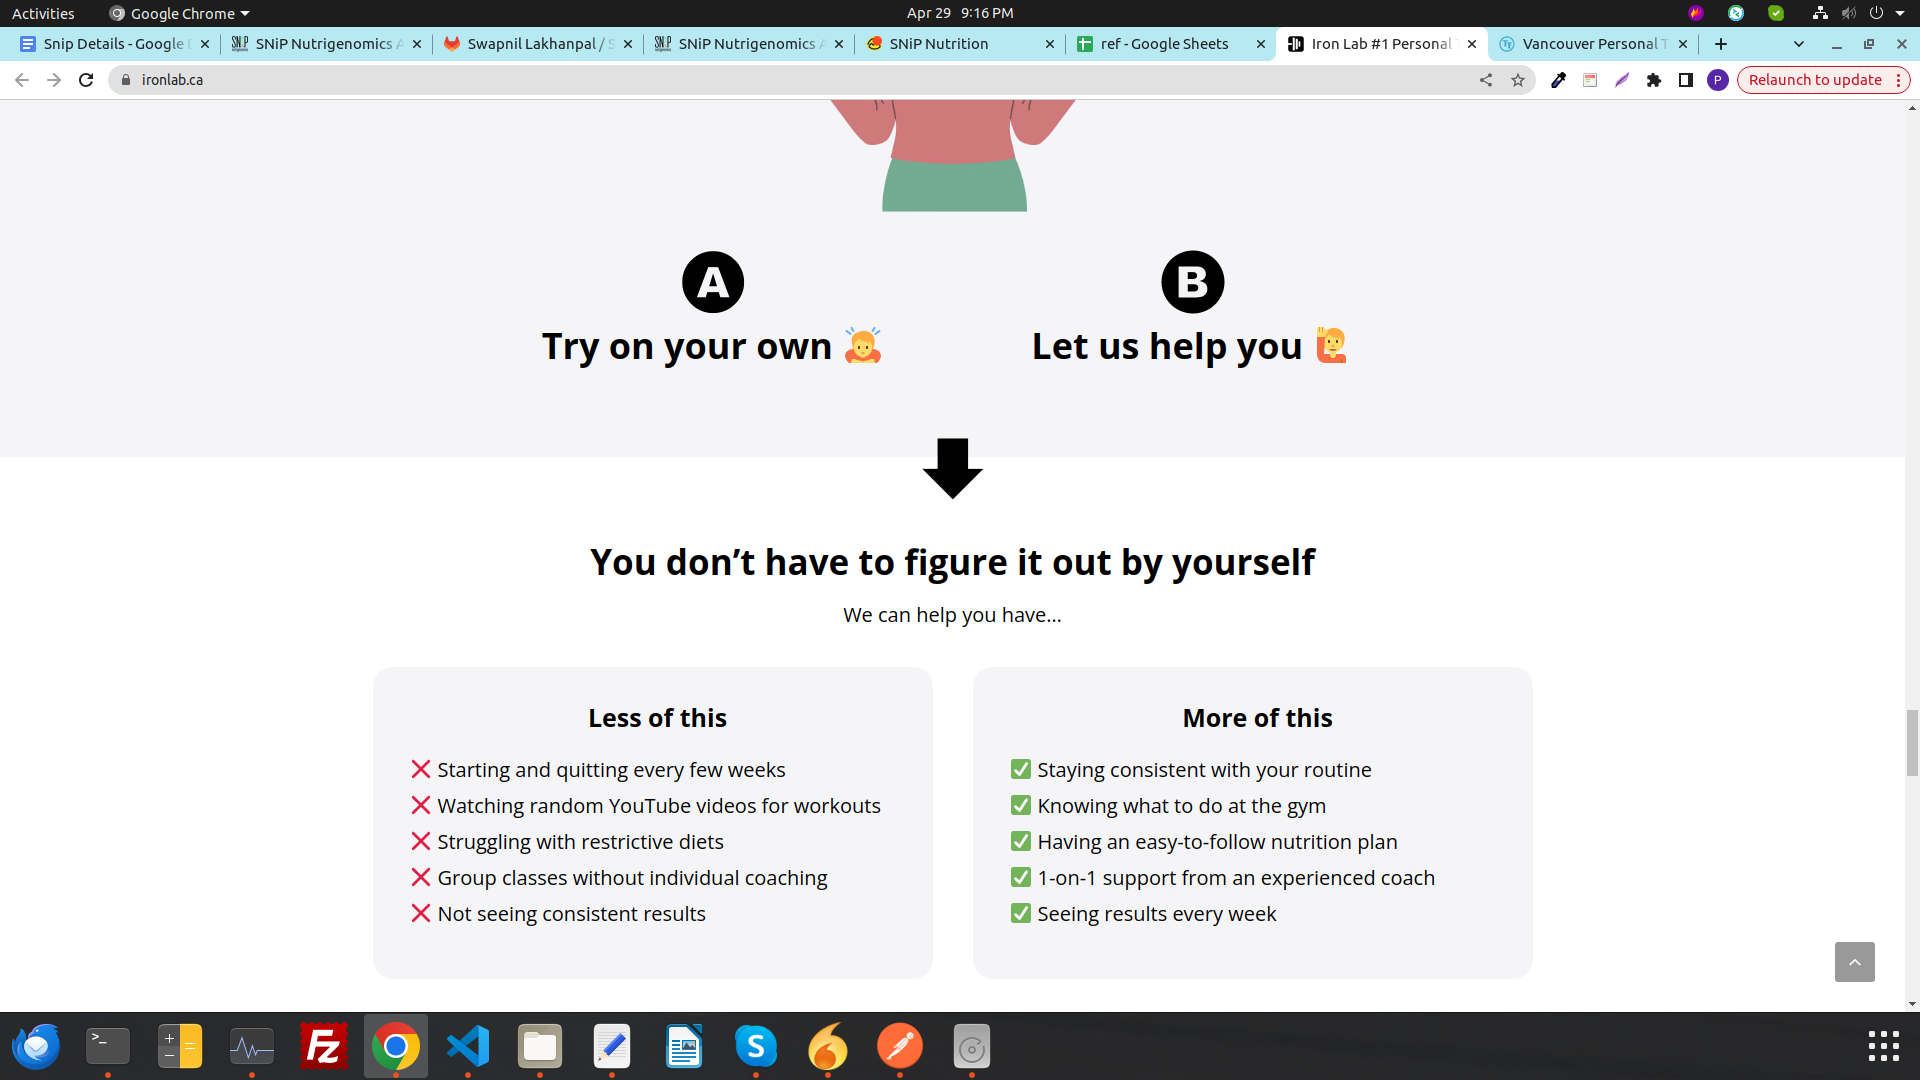 Activities Google Chrome Apr 29 9:16 PM
Snip Details - Google SNiP Nutrigenomics Swapnil Lakhanpal / SNiP Nutrigenomics SNiP Nutrition ref - Google Sheets Iron Lab #1 Personal Vancouver Personal
ironlab.ca P Relaunch to update
A
B
Try on your own
Let us help you
You don’t have to figure it out by yourself
We can help you have...
Less of this
❌ Starting and quitting every few weeks
❌ Watching random YouTube videos for workouts
❌ Struggling with restrictive diets
❌ Group classes without individual coaching
❌ Not seeing consistent results
More of this
✅ Staying consistent with your routine
✅ Knowing what to do at the gym
✅ Having an easy-to-follow nutrition plan
✅ 1-on-1 support from an experienced coach
✅ Seeing results every week